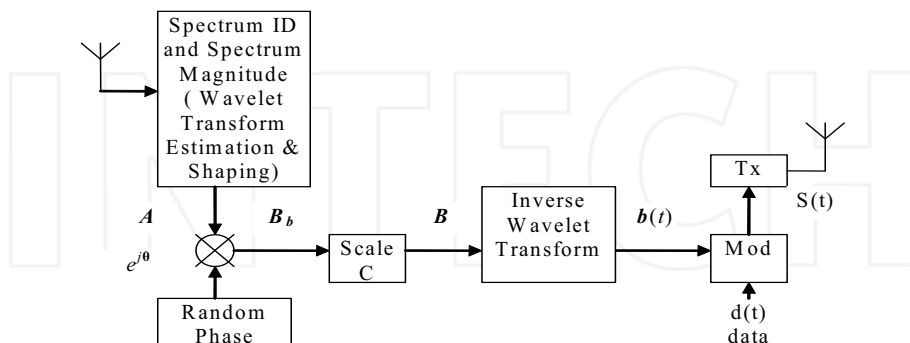 Spectrum ID
and Spectrum
Magnitude
( Wavelet
Transform
Estimation &
Shaping)
A
e^{jθ}
B_b
Random
Phase
Scale
C
B
Inverse
Wavelet
Transform
b(t)
Tx
S(t)
Mod
d(t)
data
INTECH